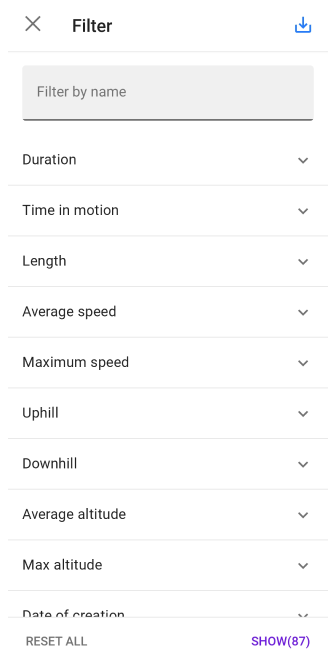 Filter
Filter by name
Duration
Time in motion
Length
Average speed
Maximum speed
Uphill
Downhill
Average altitude
Max altitude
Date of creation
RESET ALL
SHOW(87)